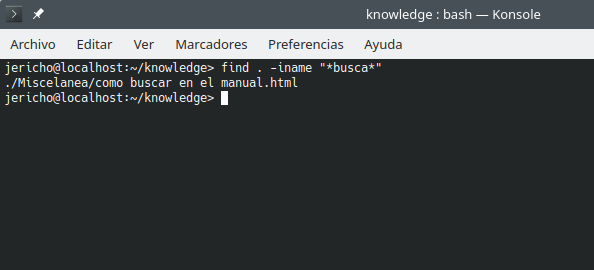 knowledge : bash — Konsole
Archivo Editar Ver Marcadores Preferencias Ayuda
jericho@localhost:~/knowledge> find . -iname "*busca*"
./Miscelanea/como buscar en el manual.html
jericho@localhost:~/knowledge>